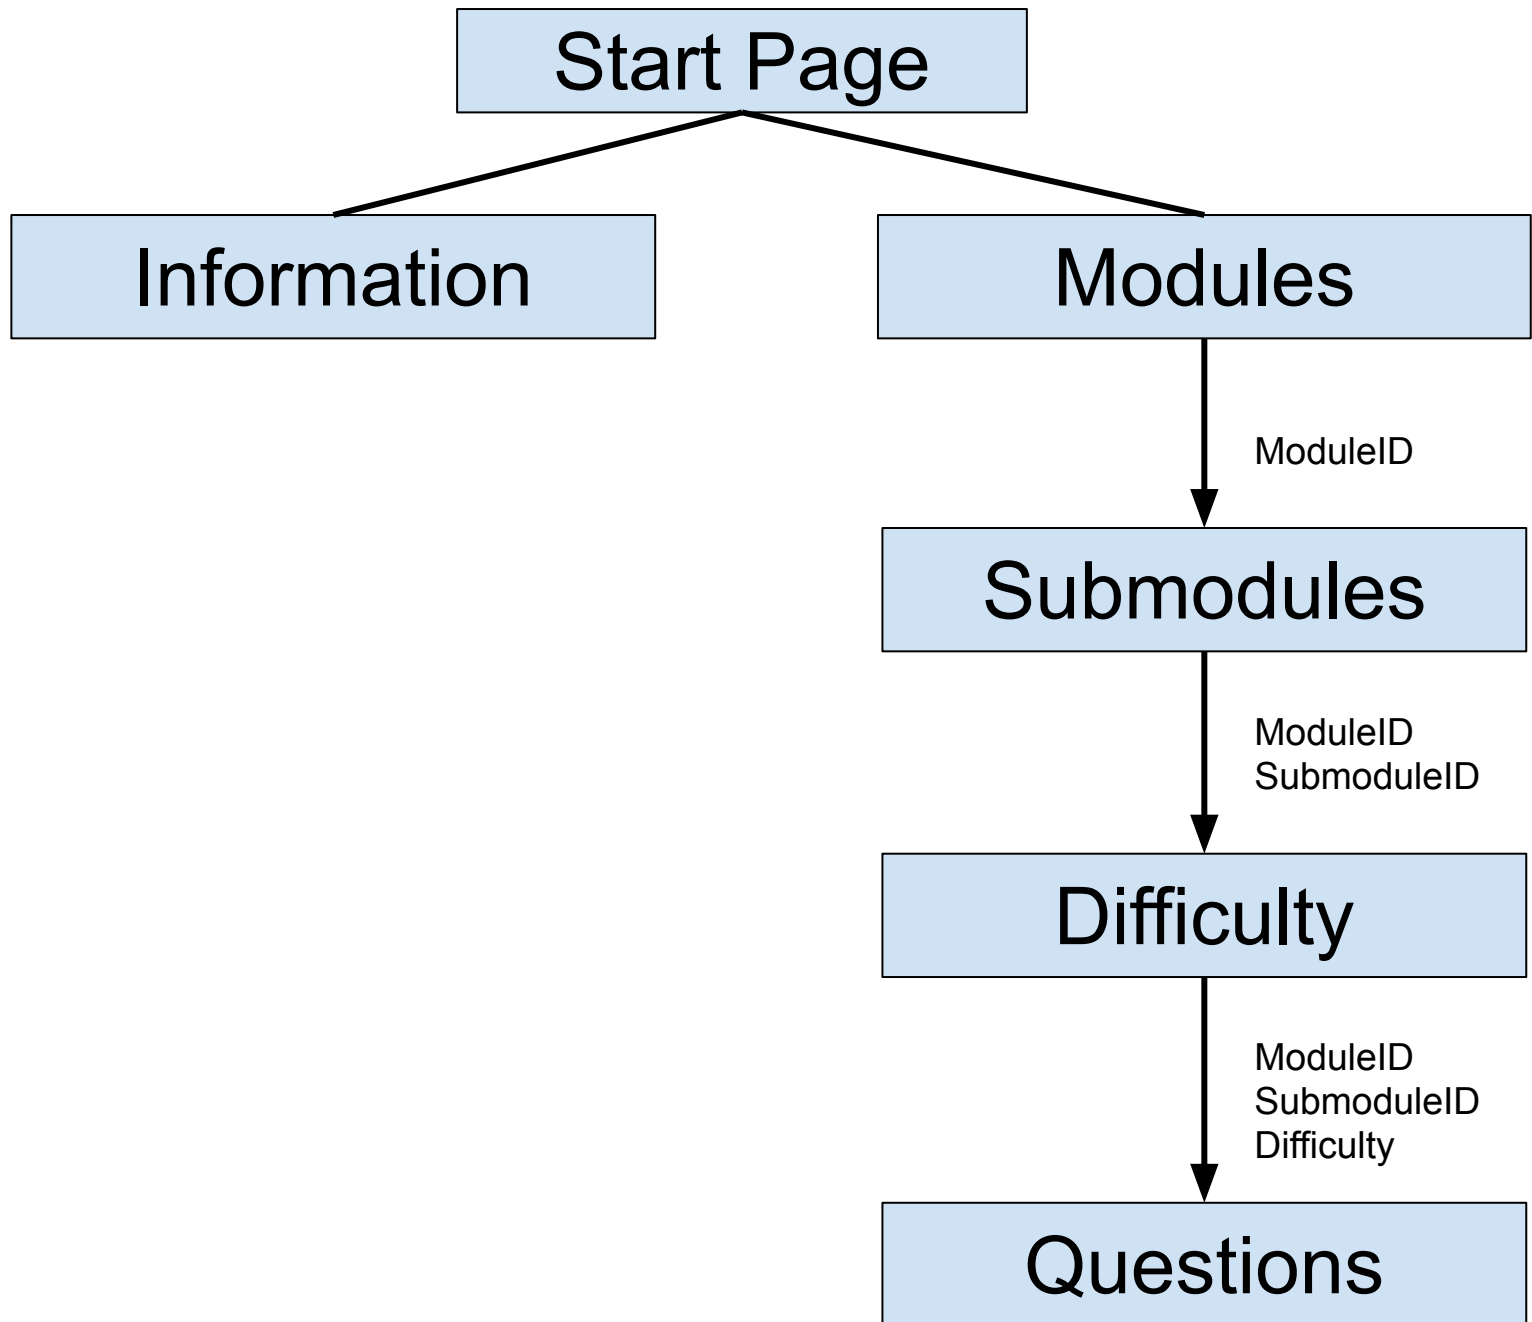 Start Page
Information
Modules
ModuleID
Submodules
ModuleID
SubmoduleID
Difficulty
ModuleID
SubmoduleID
Difficulty
Questions